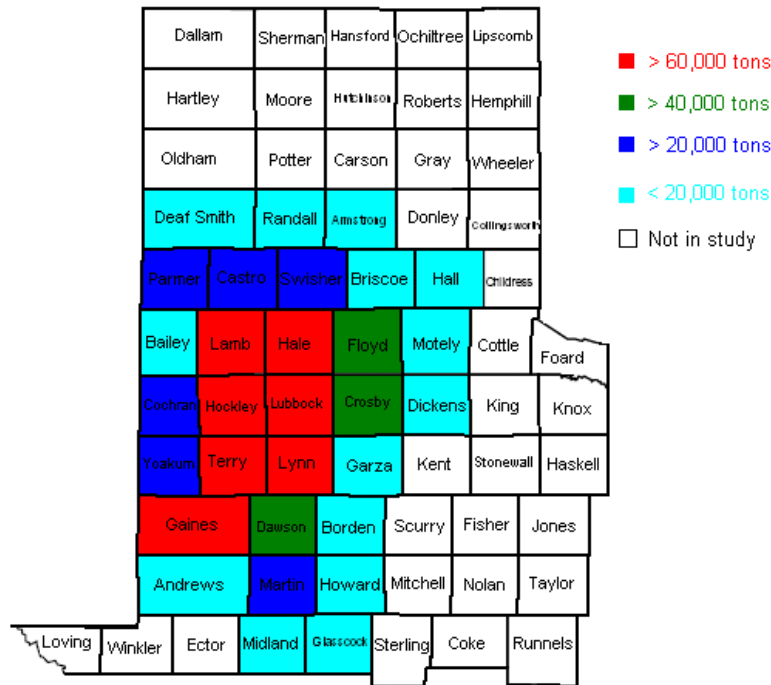 Dallam Sherman Hansford Ochiltree Lipscomb
> 60,000 tons
Hartley Moore Hutchinson Roberts Hemphill
> 40,000 tons
> 20,000 tons
Oldham Potter Carson Gray Wheeler
< 20,000 tons
Deaf Smith Randall Armstrong Donley Collingsworth
Not in study
Parmer Castro Swisher Briscoe Hall Childress
Bailey Lamb Hale Floyd Motely Cottle Foard
Cochran Hockley Lubbock Crosby Dickens King Knox
Yoakum Terry Lynn Garza Kent Stonewall Haskell
Gaines Dawson Borden Scurry Fisher Jones
Andrews Martin Howard Mitchell Nolan Taylor
Loving Winkler Ector Midland Glasscock Sterling Coke Runnels